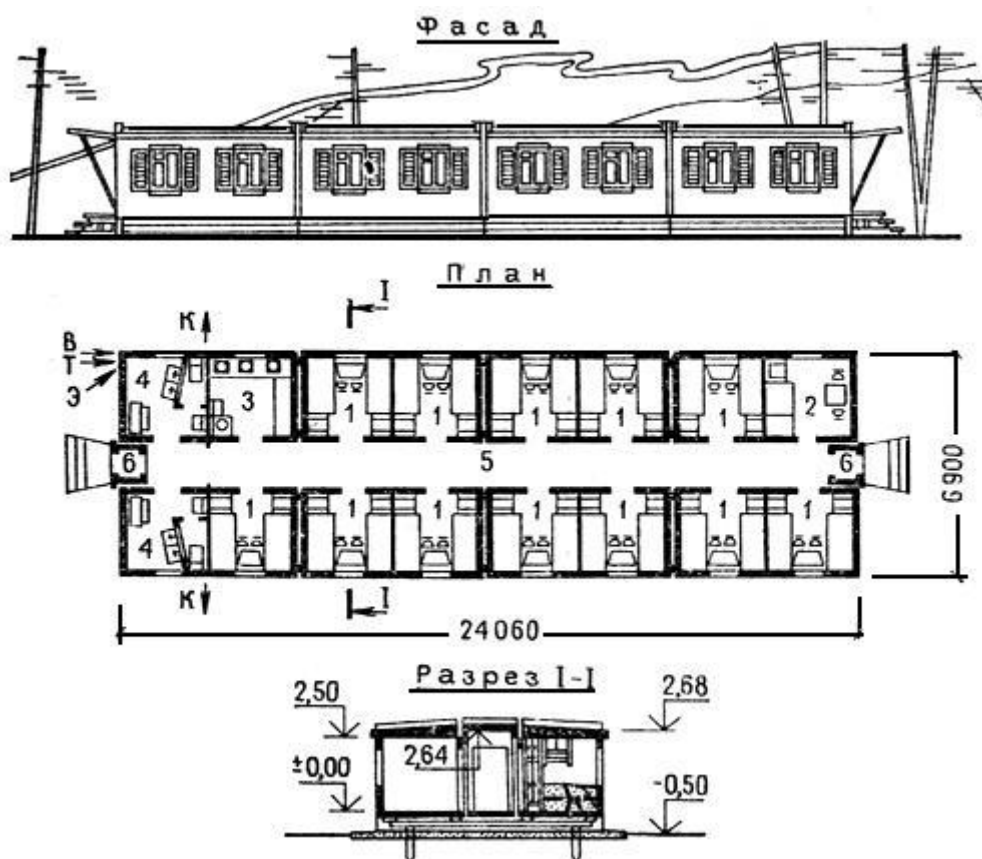 Фасад
План
I
К
В
Т
Э
4 3 1 1 1 1 1 2
6 5 6
4 1 1 1 1 1 1 1
6900
К
I
24060
Разрез I-I
2,50
2,68
2,64
±0,00
-0,50